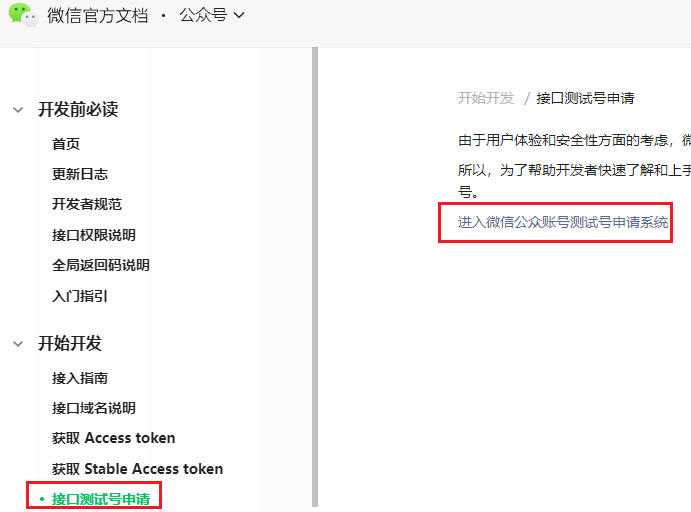 微信官方文档 · 公众号
开发前必读
首页
更新日志
开发者规范
接口权限说明
全局返回码说明
入门指引
开始开发
接入指南
接口域名说明
获取 Access token
获取 Stable Access token
接口测试号申请
开始开发 / 接口测试号申请
由于用户体验和安全性方面的考虑，微
所以，为了帮助开发者快速了解和上手
号。
进入微信公众账号测试号申请系统